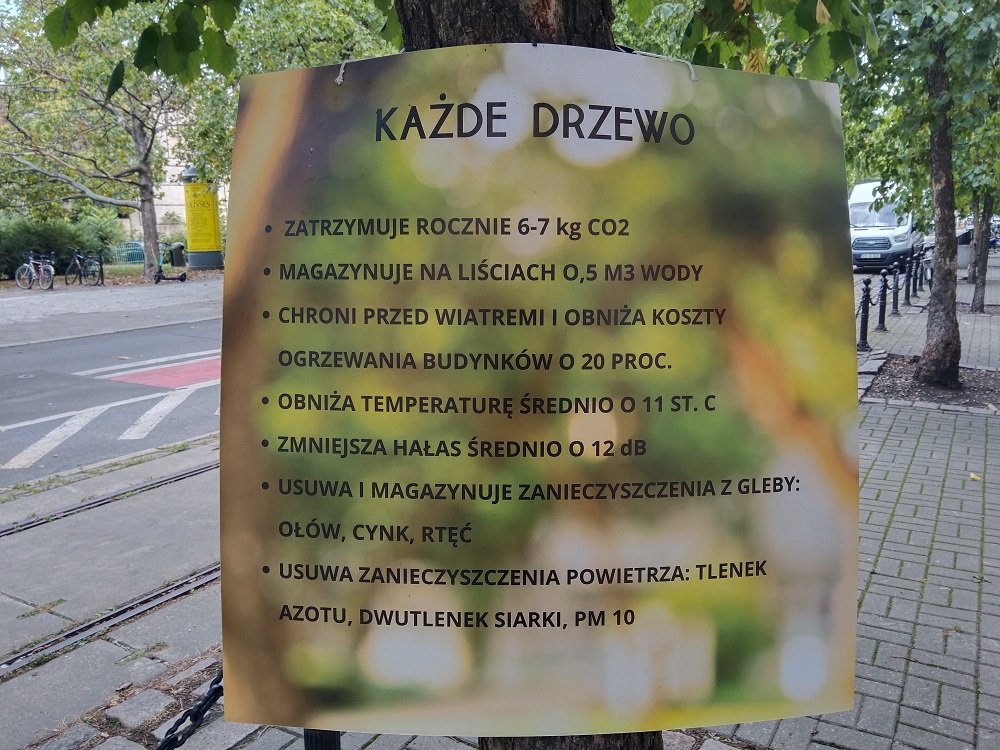 KAŻDE DRZEWO
• ZATRZYMUJE ROCZNIE 6-7 kg CO2
• MAGAZYNUJE NA LIŚCIACH O,5 M3 WODY
• CHRONI PRZED WIATREMI I OBNIŻA KOSZTY
OGRZEWANIA BUDYNKÓW O 20 PROC.
• OBNIŻA TEMPERATURĘ ŚREDNIO O 11 ST. C
• ZMNIEJSZA HAŁAS ŚREDNIO O 12 dB
• USUWA I MAGAZYNUJE ZANIECZYSZCZENIA Z GLEBY:
OŁÓW, CYNK, RTĘĆ
• USUWA ZANIECZYSZCZENIA POWIETRZA: TLENEK
AZOTU, DWUTLENEK SIARKI, PM 10